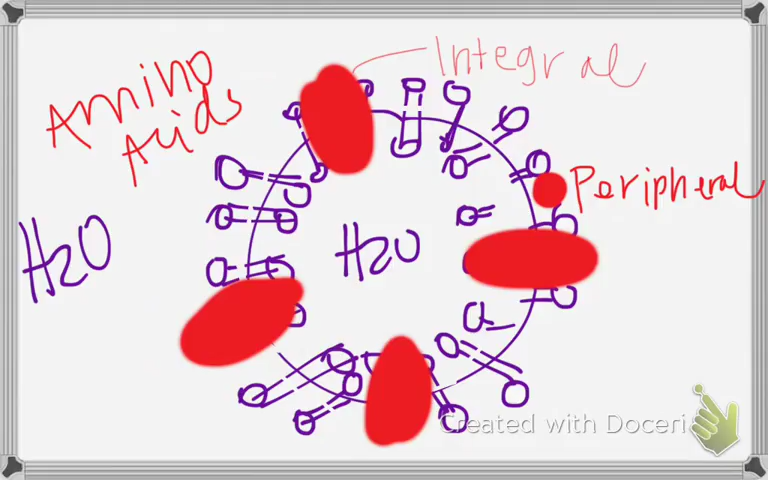 Integral
Amino
Acids
Peripheral
H2O
H2O
Created with Doceri